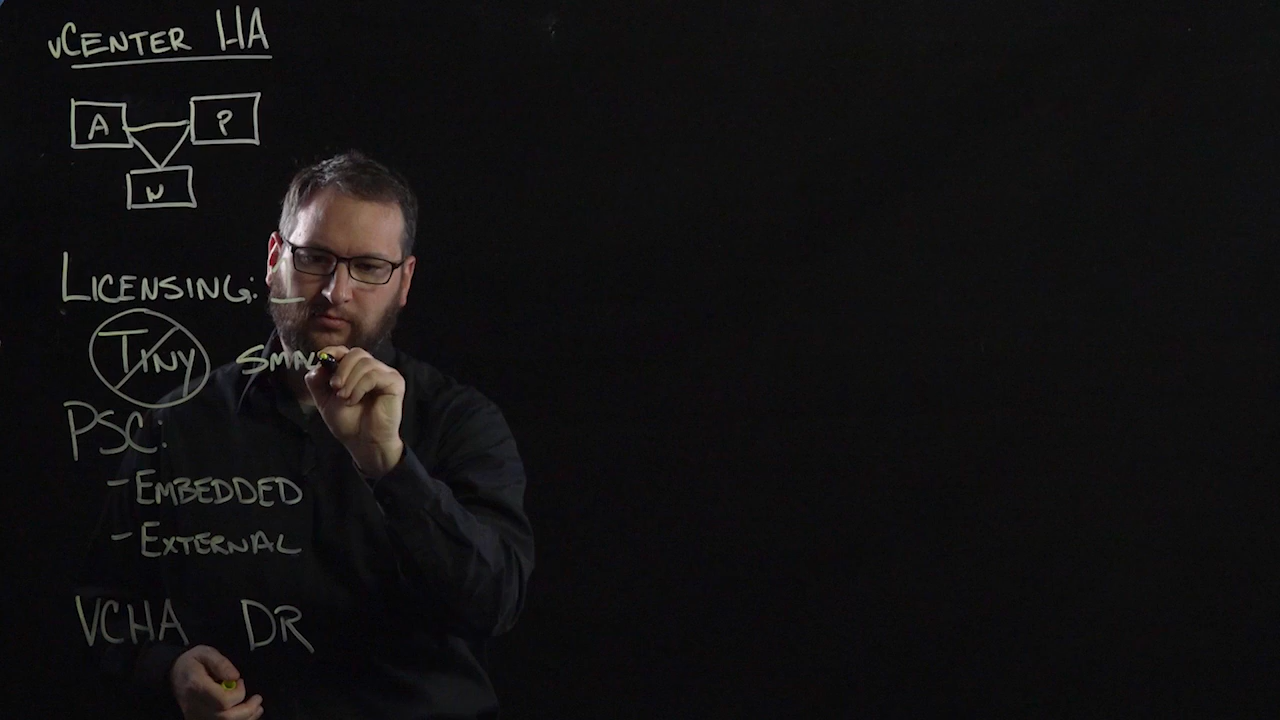 vCENTER HA
A P
W
LICENSING: _
TINY
PSC:
- EMBEDDED
- EXTERNAL
VCHA DR